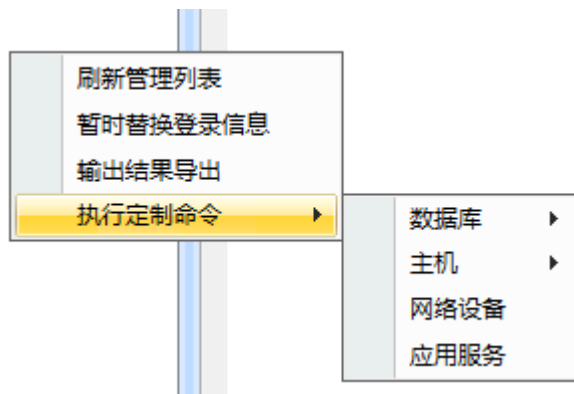 刷新管理列表
暂时替换登录信息
输出结果导出
执行定制命令
数据库
主机
网络设备
应用服务